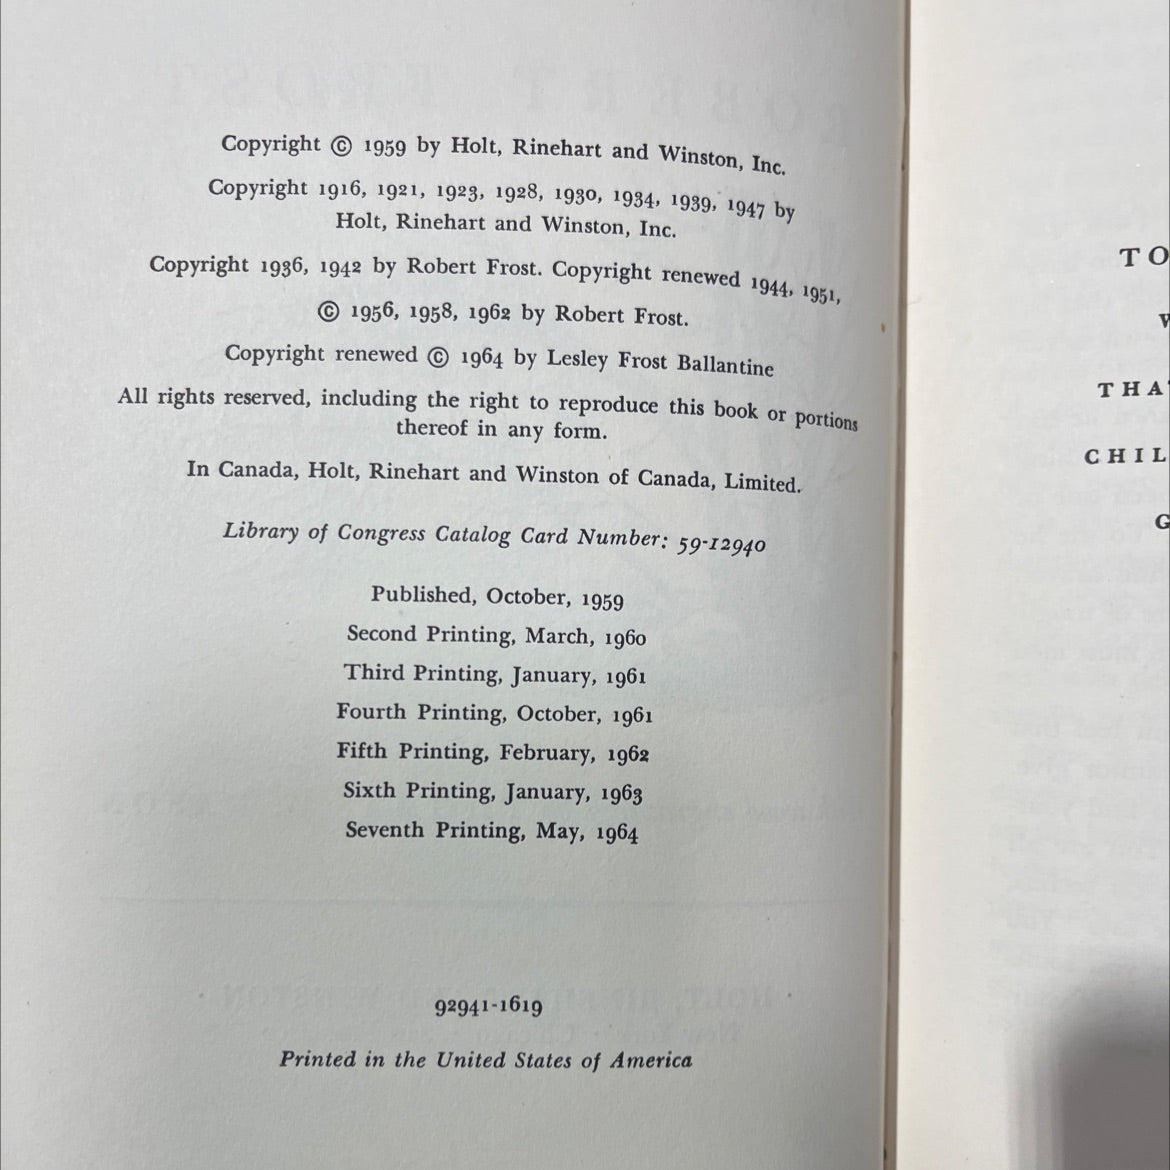 Copyright © 1959 by Holt, Rinehart and Winston, Inc.
Copyright 1916, 1921, 1923, 1928, 1930, 1934, 1939, 1947 by
Holt, Rinehart and Winston, Inc.
Copyright 1936, 1942 by Robert Frost. Copyright renewed 1944, 1951,
© 1956, 1958, 1962 by Robert Frost.
Copyright renewed © 1964 by Lesley Frost Ballantine
All rights reserved, including the right to reproduce this book or portions
thereof in any form.
In Canada, Holt, Rinehart and Winston of Canada, Limited.
Library of Congress Catalog Card Number: 59-12940
Published, October, 1959
Second Printing, March, 1960
Third Printing, January, 1961
Fourth Printing, October, 1961
Fifth Printing, February, 1962
Sixth Printing, January, 1963
Seventh Printing, May, 1964
92941-1619
Printed in the United States of America
TO
W
THA
CHIL
G